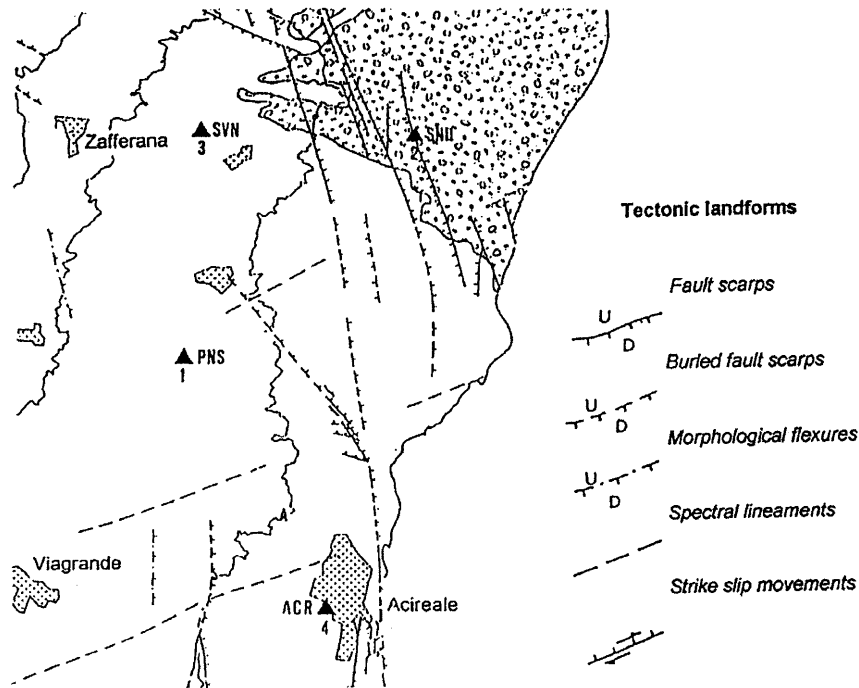 Zafferana
SVN
3
2
PNS
1
Viagrande
ACR
4
Acireale
Tectonic landforms
Fault scarps
U
D
Buried fault scarps
U
D
Morphological flexures
U
D
Spectral lineaments
Strike slip movements